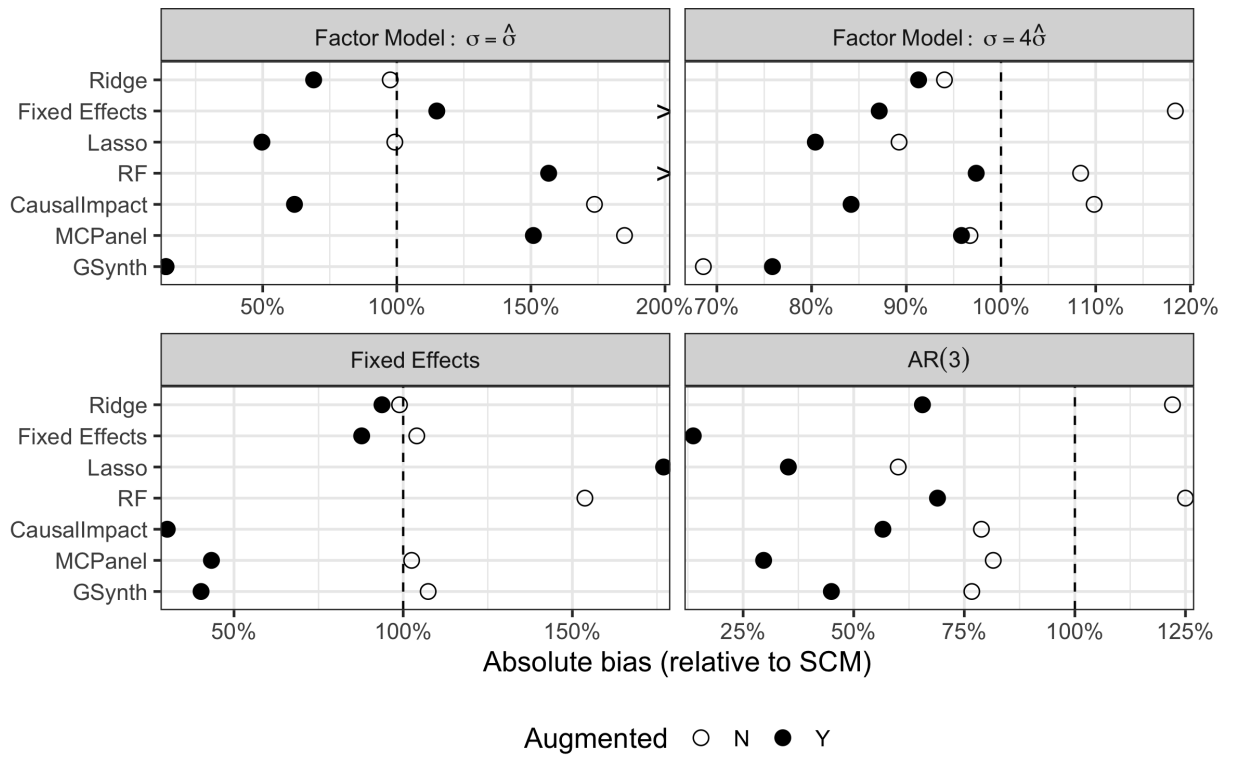 Factor Model : σ = σ̂
Factor Model : σ = 4σ̂
Ridge
Fixed Effects
Lasso
RF
CausalImpact
MCPanel
GSynth
>
>
50% 100% 150% 200%
70% 80% 90% 100% 110% 120%
Fixed Effects
AR(3)
Ridge
Fixed Effects
Lasso
RF
CausalImpact
MCPanel
GSynth
50% 100% 150%
25% 50% 75% 100% 125%
Absolute bias (relative to SCM)
Augmented N Y